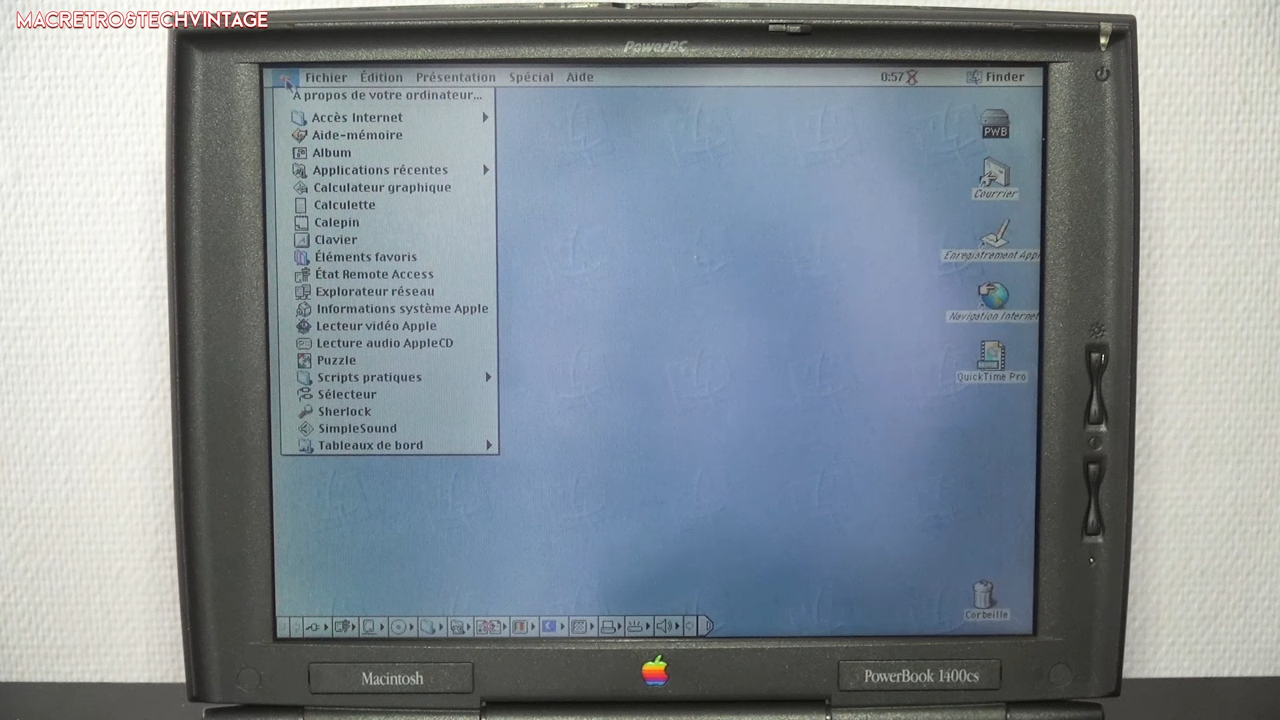 MACRETRO&TECHVINTAGE
PowerPC
Fichier Édition Présentation Spécial Aide 0:57 Finder
À propos de votre ordinateur...
Accès Internet
Aide-mémoire
Album
Applications récentes
Calculateur graphique
Calculette
Calepin
Clavier
Éléments favoris
État Remote Access
Explorateur réseau
Informations système Apple
Lecteur vidéo Apple
Lecture audio AppleCD
Puzzle
Scripts pratiques
Sélecteur
Sherlock
SimpleSound
Tableaux de bord
PWB
Courrier
Enregistrement Appl
Navigation Internet
QuickTime Pro
Corbeille
Macintosh
PowerBook 1400cs